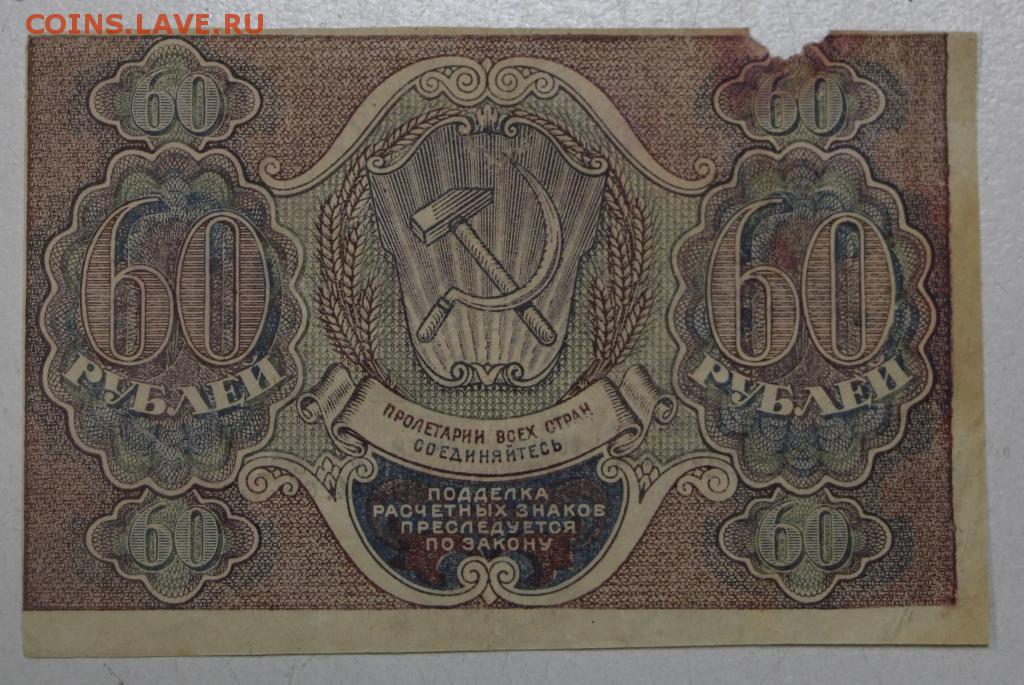 COINS.LAVE.RU
60
60
60
60
РУБЛЕЙ
РУБЛЕЙ
ПРОЛЕТАРИИ ВСЕХ СТРАН
СОЕДИНЯЙТЕСЬ
ПОДДЕЛКА
РАСЧЕТНЫХ ЗНАКОВ
ПРЕСЛЕДУЕТСЯ
ПО ЗАКОНУ
60
60